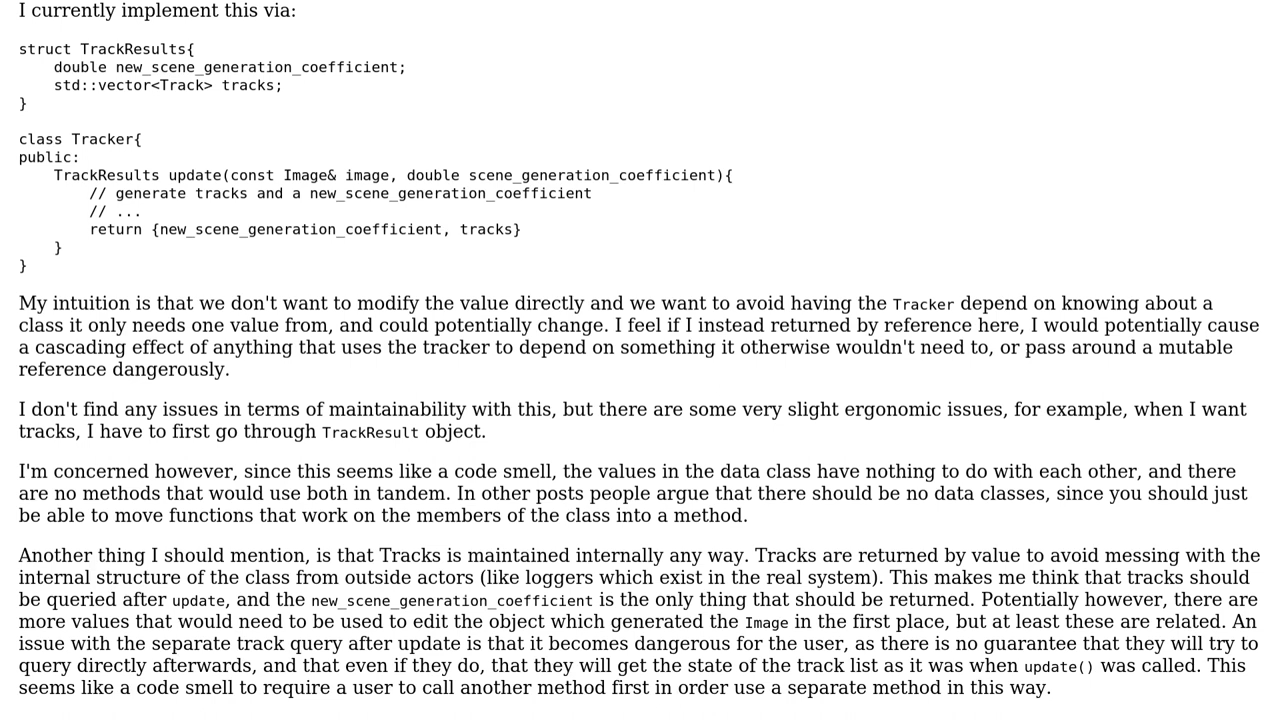 I currently implement this via:
struct TrackResults{
    double new_scene_generation_coefficient;
    std::vector<Track> tracks;
}
class Tracker{
public:
    TrackResults update(const Image& image, double scene_generation_coefficient){
        // generate tracks and a new_scene_generation_coefficient
        // ...
        return {new_scene_generation_coefficient, tracks}
    }
}
My intuition is that we don't want to modify the value directly and we want to avoid having the Tracker depend on knowing about a
class it only needs one value from, and could potentially change. I feel if I instead returned by reference here, I would potentially cause
a cascading effect of anything that uses the tracker to depend on something it otherwise wouldn't need to, or pass around a mutable
reference dangerously.
I don't find any issues in terms of maintainability with this, but there are some very slight ergonomic issues, for example, when I want
tracks, I have to first go through TrackResult object.
I'm concerned however, since this seems like a code smell, the values in the data class have nothing to do with each other, and there
are no methods that would use both in tandem. In other posts people argue that there should be no data classes, since you should just
be able to move functions that work on the members of the class into a method.
Another thing I should mention, is that Tracks is maintained internally any way. Tracks are returned by value to avoid messing with the
internal structure of the class from outside actors (like loggers which exist in the real system). This makes me think that tracks should
be queried after update, and the new_scene_generation_coefficient is the only thing that should be returned. Potentially however, there are
more values that would need to be used to edit the object which generated the Image in the first place, but at least these are related. An
issue with the separate track query after update is that it becomes dangerous for the user, as there is no guarantee that they will try to
query directly afterwards, and that even if they do, that they will get the state of the track list as it was when update() was called. This
seems like a code smell to require a user to call another method first in order use a separate method in this way.